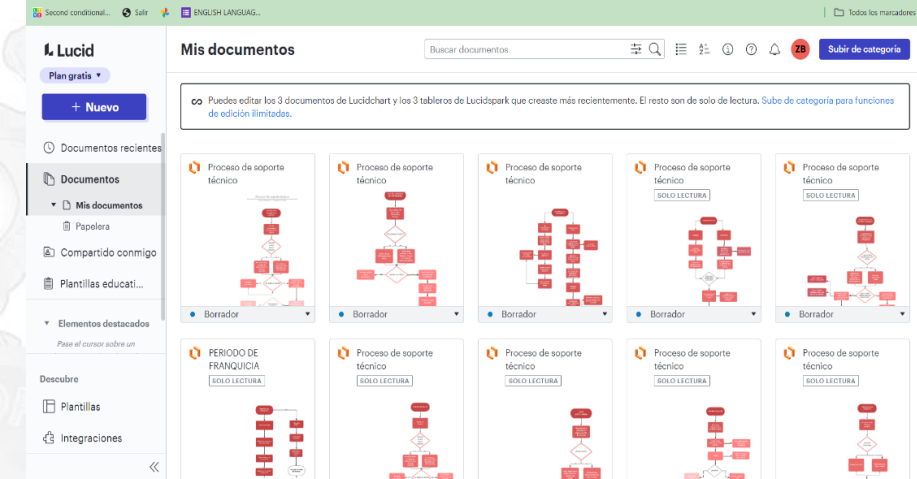 Second conditional...
Salir
ENGLISH LANGUAG...
Todos los marcadores
Lucid
Plan gratis
+ Nuevo
Documentos recientes
Documentos
Mis documentos
Papelera
Compartido conmigo
Plantillas educati...
Elementos destacados
Pase el cursor sobre un
Descubre
Plantillas
Integraciones
Mis documentos
Buscar documentos
ZB
Subir de categoría
Puedes editar los 3 documentos de Lucidchart y los 3 tableros de Lucidspark que creaste más recientemente. El resto son de solo de lectura. Sube de categoría para funciones
de edición ilimitadas.
Proceso de soporte
técnico
Borrador
Proceso de soporte
técnico
Borrador
Proceso de soporte
técnico
Borrador
Proceso de soporte
técnico
SOLO LECTURA
Borrador
Proceso de soporte
técnico
SOLO LECTURA
Borrador
PERIODO DE
FRANQUICIA
SOLO LECTURA
Proceso de soporte
técnico
SOLO LECTURA
Proceso de soporte
técnico
SOLO LECTURA
Proceso de soporte
técnico
SOLO LECTURA
Proceso de soporte
técnico
SOLO LECTURA